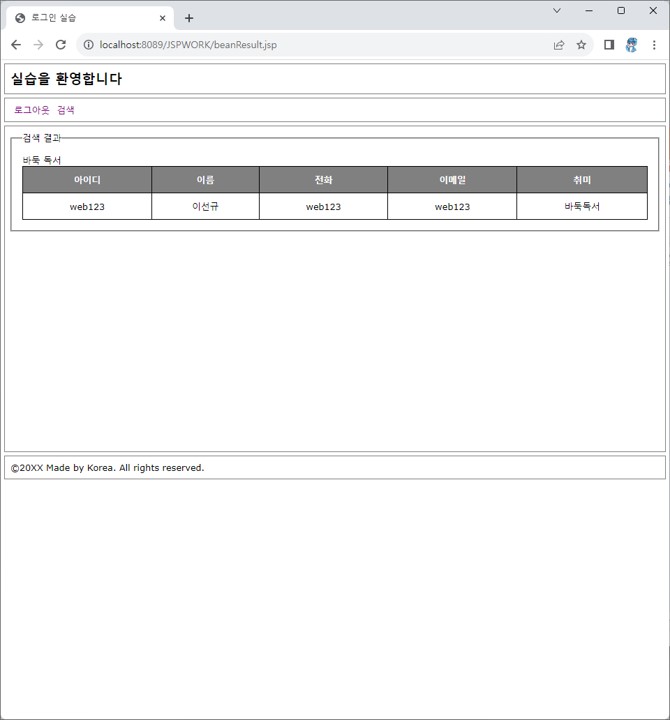 로그인 실습
localhost:8089/JSPWORK/beanResult.jsp
실습을 환영합니다
로그아웃 검색
검색 결과
바둑 독서
아이디 이름 전화 이메일 취미
web123 이선규 web123 web123 바둑독서
©20XX Made by Korea. All rights reserved.